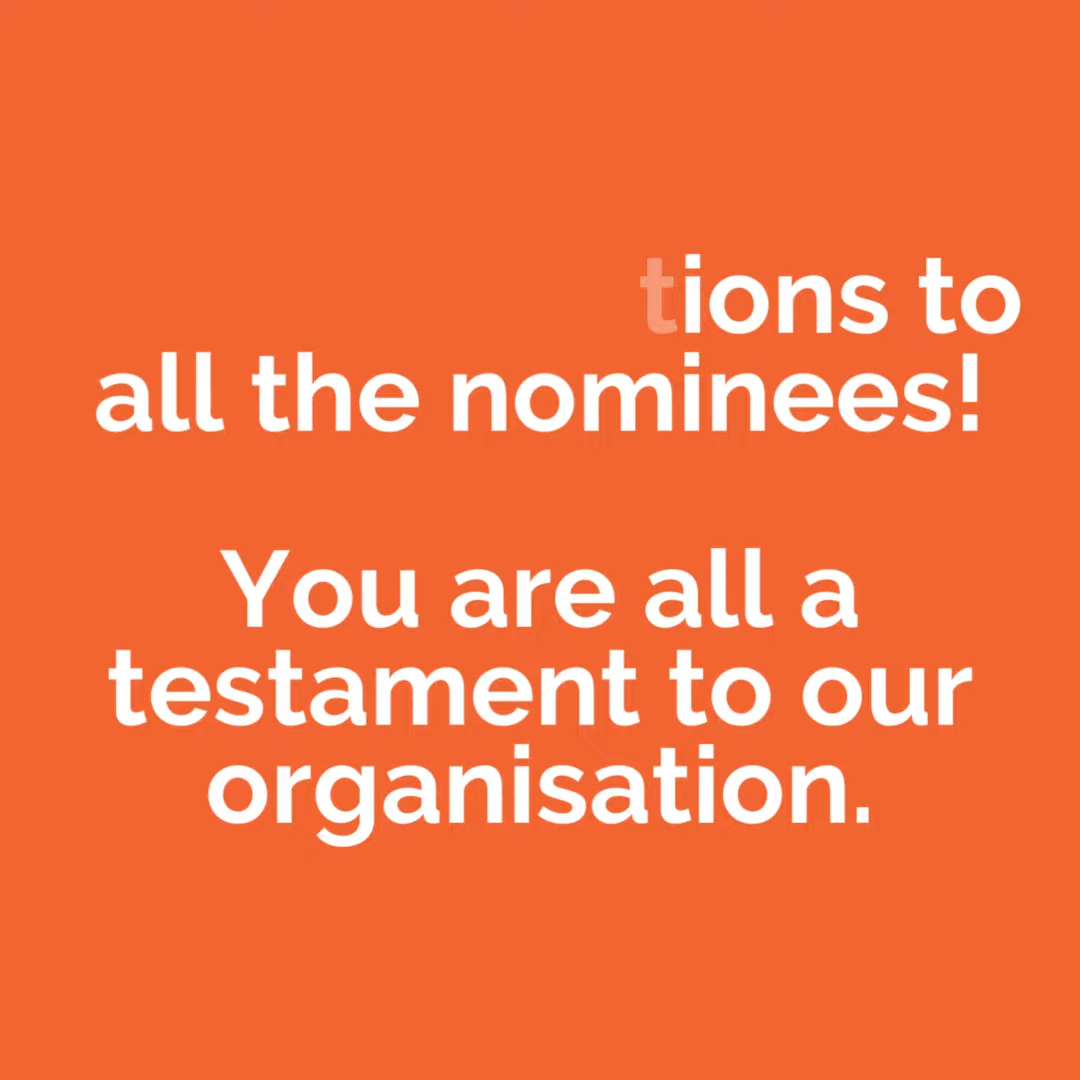 tions to
all the nominees!
You are all a
testament to our
organisation.